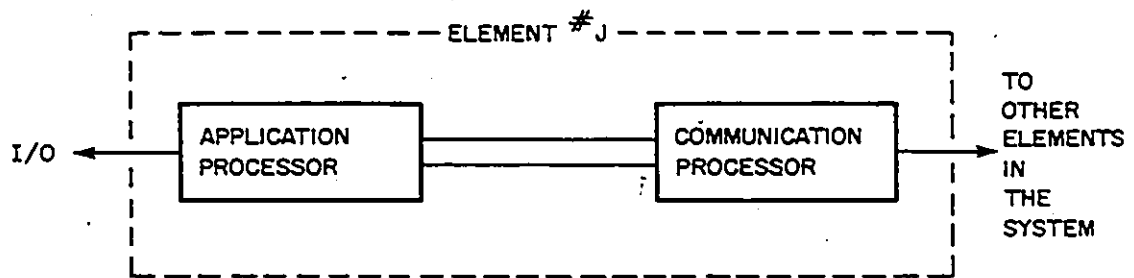 ELEMENT #J
I/O
APPLICATION
PROCESSOR
COMMUNICATION
PROCESSOR
TO
OTHER
ELEMENTS
IN
THE
SYSTEM